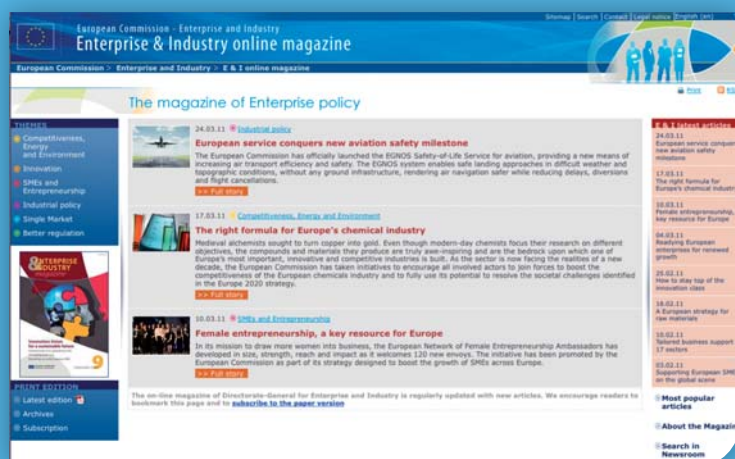 Sitemap | Search | Contact | Legal notice English (en)
European Commission - Enterprise and Industry
Enterprise & Industry online magazine
European Commission > Enterprise and Industry > E & I online magazine
Print
The magazine of Enterprise policy
THEMES
Competitiveness,
Energy
and Environment
Innovation
SMEs and
Entrepreneurship
Industrial policy
Single Market
Better regulation
ENTERPRISE
&INDUSTRY
magazine
9
PRINT EDITION
Latest edition
Archives
Subscription
24.03.11 Industrial policy
European service conquers new aviation safety milestone
The European Commission has officially launched the EGNOS Safety-of-Life Service for aviation, providing a new means of
increasing air transport efficiency and safety. The EGNOS system enables safe landing approaches in difficult weather and
topographic conditions, without any ground infrastructure, rendering air navigation safer while reducing delays, diversions
and flight cancellations.
>> Full story
17.03.11 Competitiveness, Energy and Environment
The right formula for Europe's chemical industry
Medieval alchemists sought to turn copper into gold. Even though modern-day chemists focus their research on different
objectives, the compounds and materials they produce are truly awe-inspiring and are the bedrock upon which one of
Europe's most important, innovative and competitive industries is built. As the sector is now facing the realities of a new
decade, the European Commission has taken initiatives to encourage all involved actors to join forces to boost the
competitiveness of the European chemicals industry and to fully use its potential to resolve the societal challenges identified
in the Europe 2020 strategy.
>> Full story
10.03.11 SMEs and Entrepreneurship
Female entrepreneurship, a key resource for Europe
In its mission to draw more women into business, the European Network of Female Entrepreneurship Ambassadors has
developed in size, strength, reach and impact as it welcomes 120 new envoys. The initiative has been promoted by the
European Commission as part of its strategy designed to boost the growth of SMEs across Europe.
>> Full story
The on-line magazine of Directorate-General for Enterprise and Industry is regularly updated with new articles. We encourage readers to
bookmark this page and to subscribe to the paper version
E & I latest articles
24.03.11
European service conquers
new aviation safety
milestone
17.03.11
The right formula for
Europe's chemical industry
10.03.11
Female entrepreneurship,
key resource for Europe
04.03.11
Readying European
enterprises for renewed
growth
25.02.11
How to stay top of the
innovation class
18.02.11
A European strategy for
raw materials
10.02.11
Tailored business support
17 sectors
03.02.11
Supporting European SMEs
on the global scene
Most popular
articles
About the Magazine
Search in
Newsroom